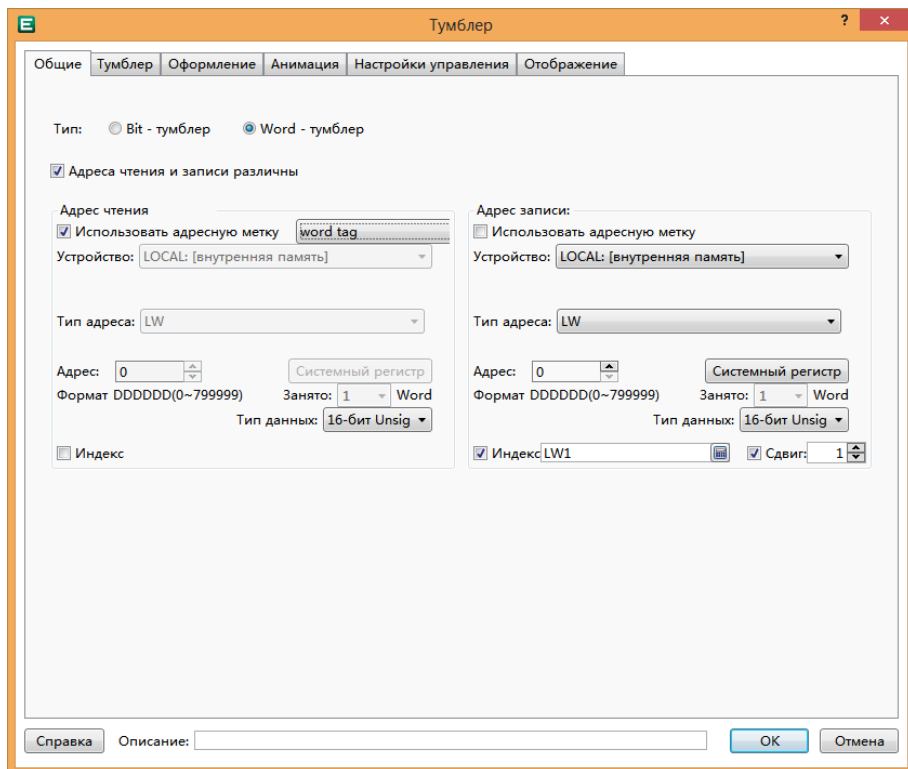 E Тумблер ? ×
Общие Тумблер Оформление Анимация Настройки управления Отображение
Тип: Bit - тумблер Word - тумблер
Адреса чтения и записи различны
Адрес чтения
Использовать адресную метку word tag
Устройство: LOCAL: [внутренняя память]
Тип адреса: LW
Адрес: 0 Системный регистр
Формат DDDDDD(0~799999) Занято: 1 Word
Тип данных: 16-бит Unsig
Индекс
Адрес записи:
Использовать адресную метку
Устройство: LOCAL: [внутренняя память]
Тип адреса: LW
Адрес: 0 Системный регистр
Формат DDDDDD(0~799999) Занято: 1 Word
Тип данных: 16-бит Unsig
Индекс LW1 Сдвиг: 1
Справка Описание: OK Отмена